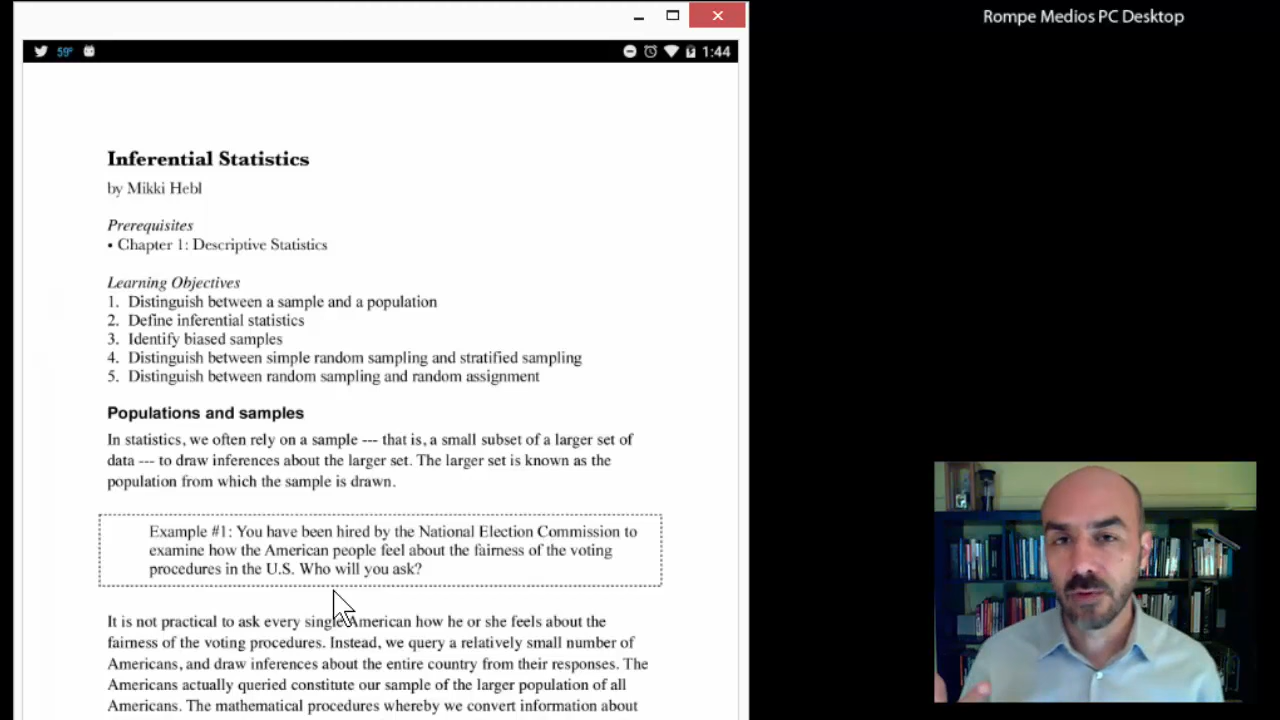 Rompe Medios PC Desktop
59°
1:44
Inferential Statistics
by Mikki Hebl
Prerequisites
• Chapter 1: Descriptive Statistics
Learning Objectives
1. Distinguish between a sample and a population
2. Define inferential statistics
3. Identify biased samples
4. Distinguish between simple random sampling and stratified sampling
5. Distinguish between random sampling and random assignment
Populations and samples
In statistics, we often rely on a sample --- that is, a small subset of a larger set of
data --- to draw inferences about the larger set. The larger set is known as the
population from which the sample is drawn.
Example #1: You have been hired by the National Election Commission to
examine how the American people feel about the fairness of the voting
procedures in the U.S. Who will you ask?
It is not practical to ask every single American how he or she feels about the
fairness of the voting procedures. Instead, we query a relatively small number of
Americans, and draw inferences about the entire country from their responses. The
Americans actually queried constitute our sample of the larger population of all
Americans. The mathematical procedures whereby we convert information about